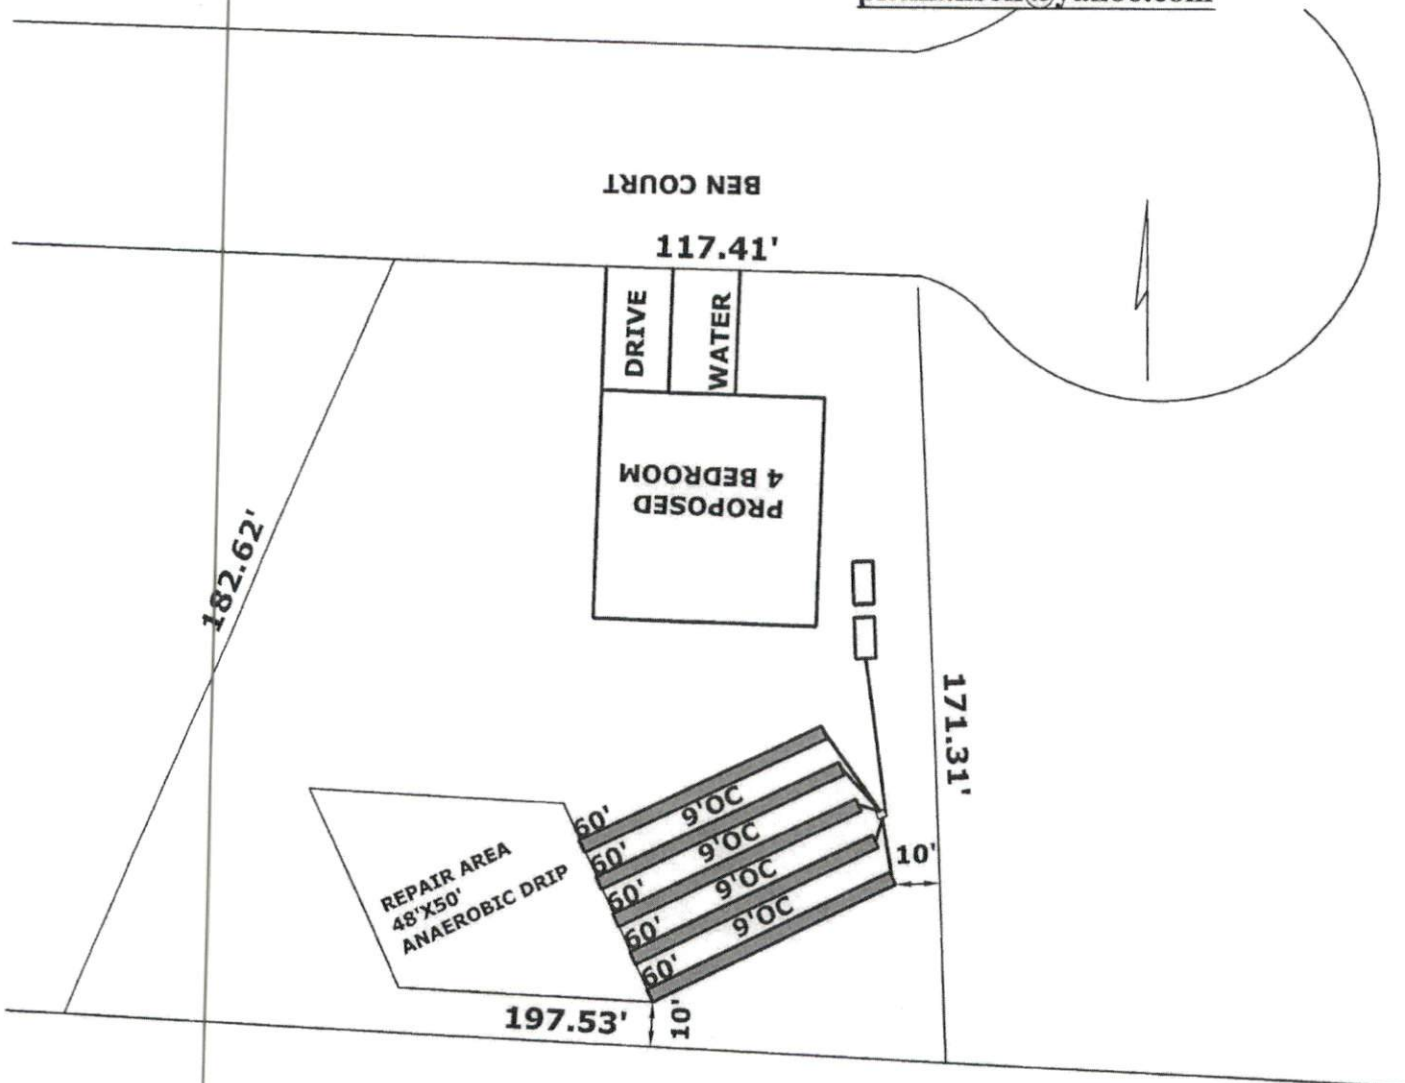 BEN COURT
117.41'
DRIVE
WATER
PROPOSED
4 BEDROOM
182.62'
171.31'
60'
9'OC
60'
9'OC
60'
9'OC
60'
9'OC
60'
10'
REPAIR AREA
48'X50'
ANAEROBIC DRIP
197.53'
10'